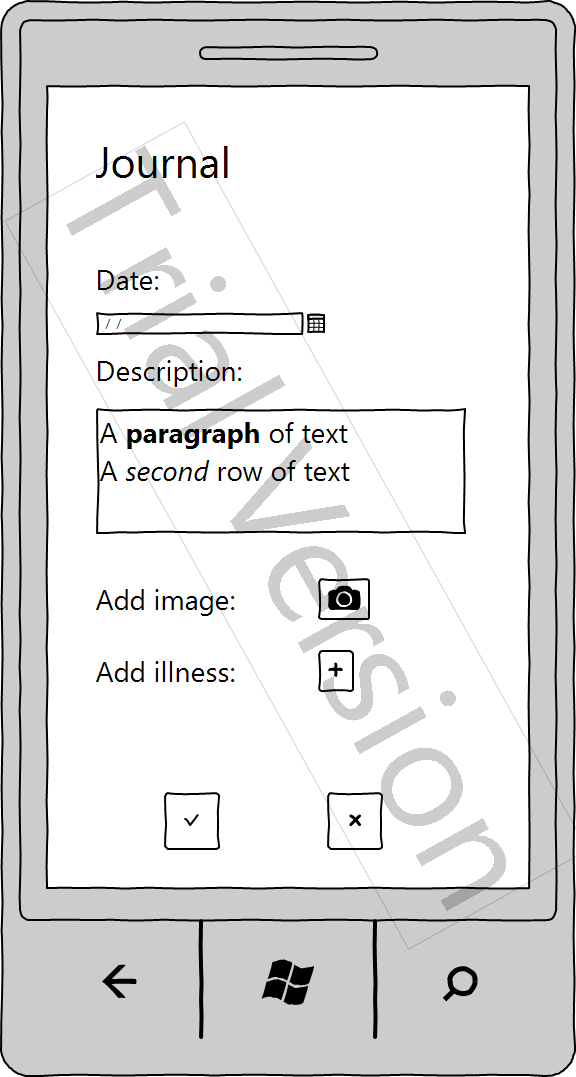 Journal
Date:
/ /
Description:
A paragraph of text
A second row of text
Add image:
Add illness:
Trial Version